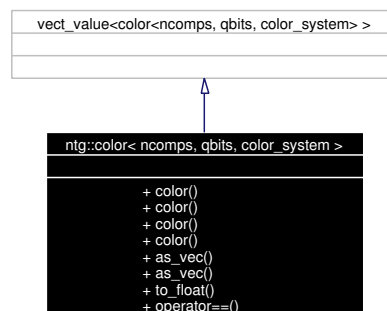 vect_value<color<ncomps, qbits, color_system> >
ntg::color< ncomps, qbits, color_system >
+ color()
+ color()
+ color()
+ color()
+ as_vec()
+ as_vec()
+ to_float()
+ operator==()